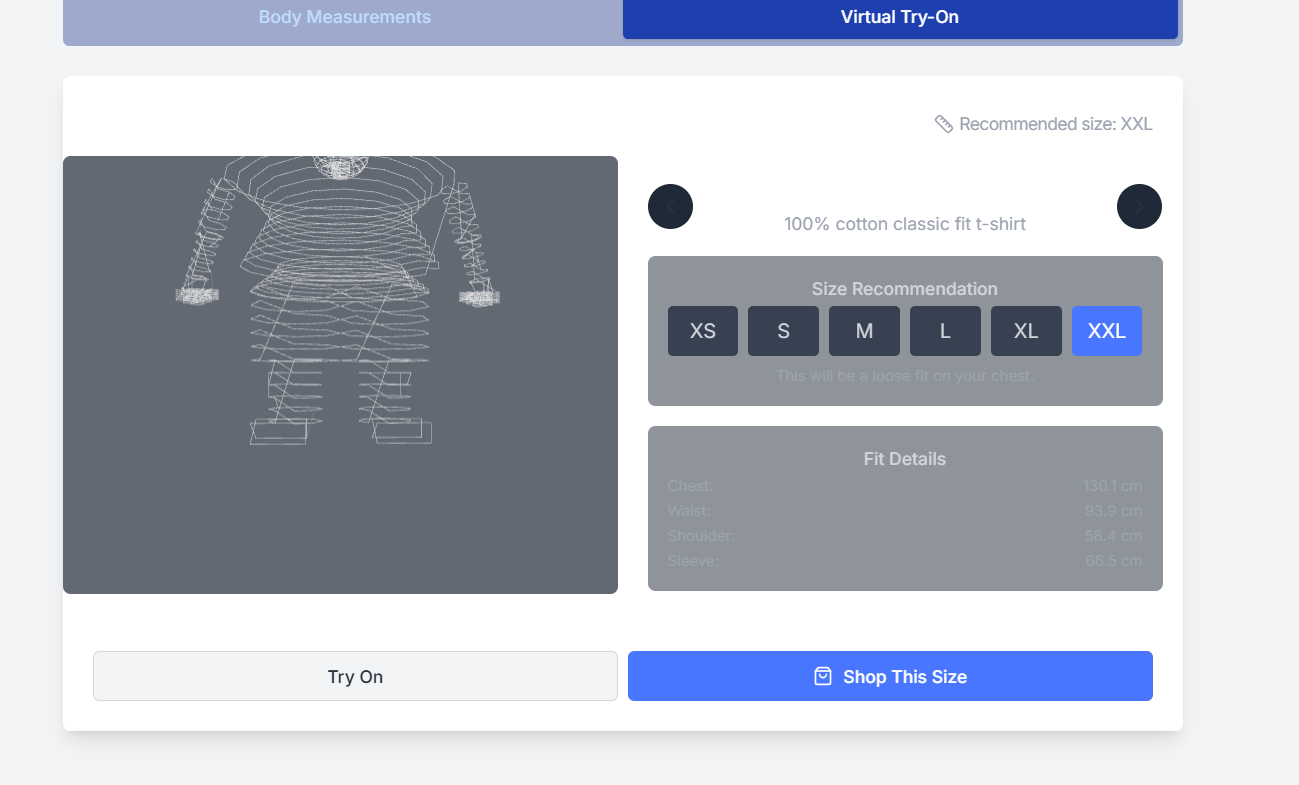 Body Measurements
Virtual Try-On
Recommended size: XXL
100% cotton classic fit t-shirt
Size Recommendation
XS S M L XL XXL
This will be a loose fit on your chest.
Fit Details
Chest: 130.1 cm
Waist: 93.9 cm
Shoulder: 58.4 cm
Sleeve: 66.5 cm
Try On
Shop This Size